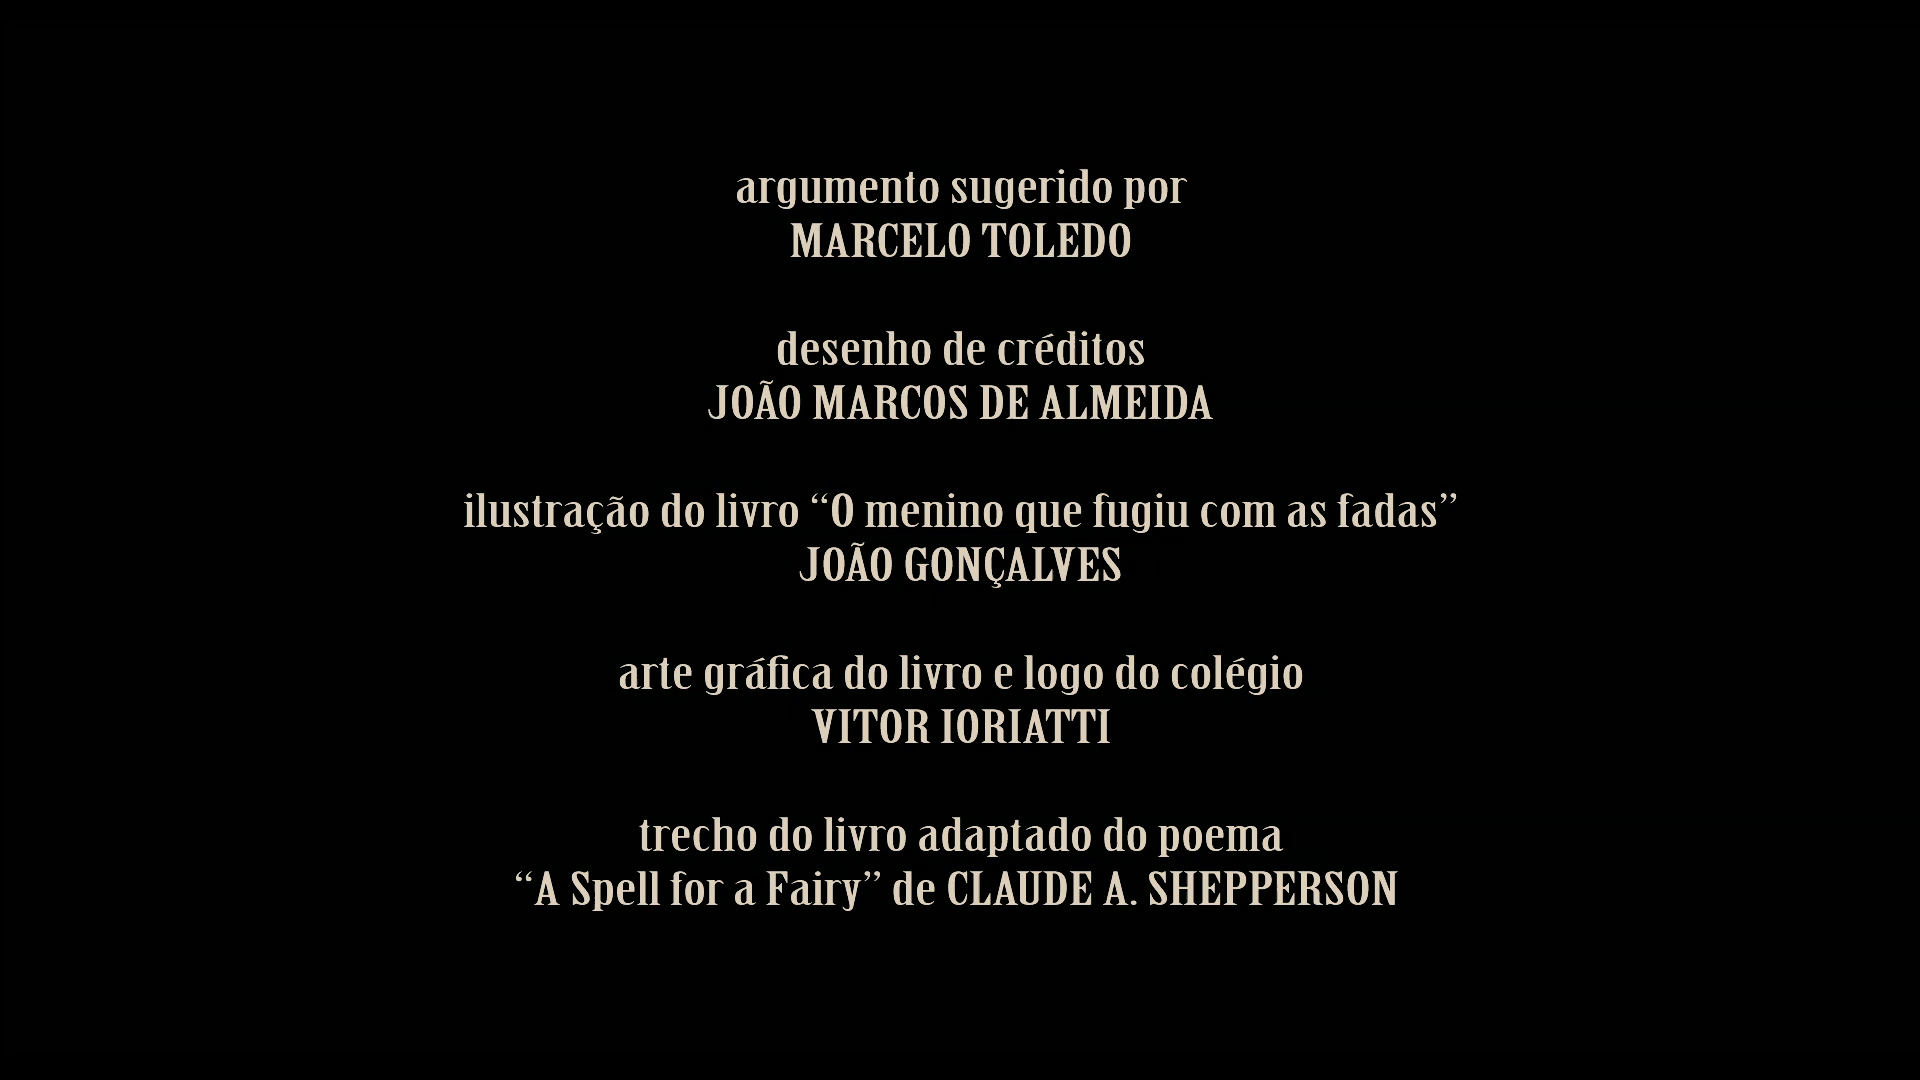 argumento sugerido por
MARCELO TOLEDO
desenho de créditos
JOÃO MARCOS DE ALMEIDA
ilustração do livro “O menino que fugiu com as fadas”
JOÃO GONÇALVES
arte gráfica do livro e logo do colégio
VITOR IORIATTI
trecho do livro adaptado do poema
“A Spell for a Fairy” de CLAUDE A. SHEPPERSON